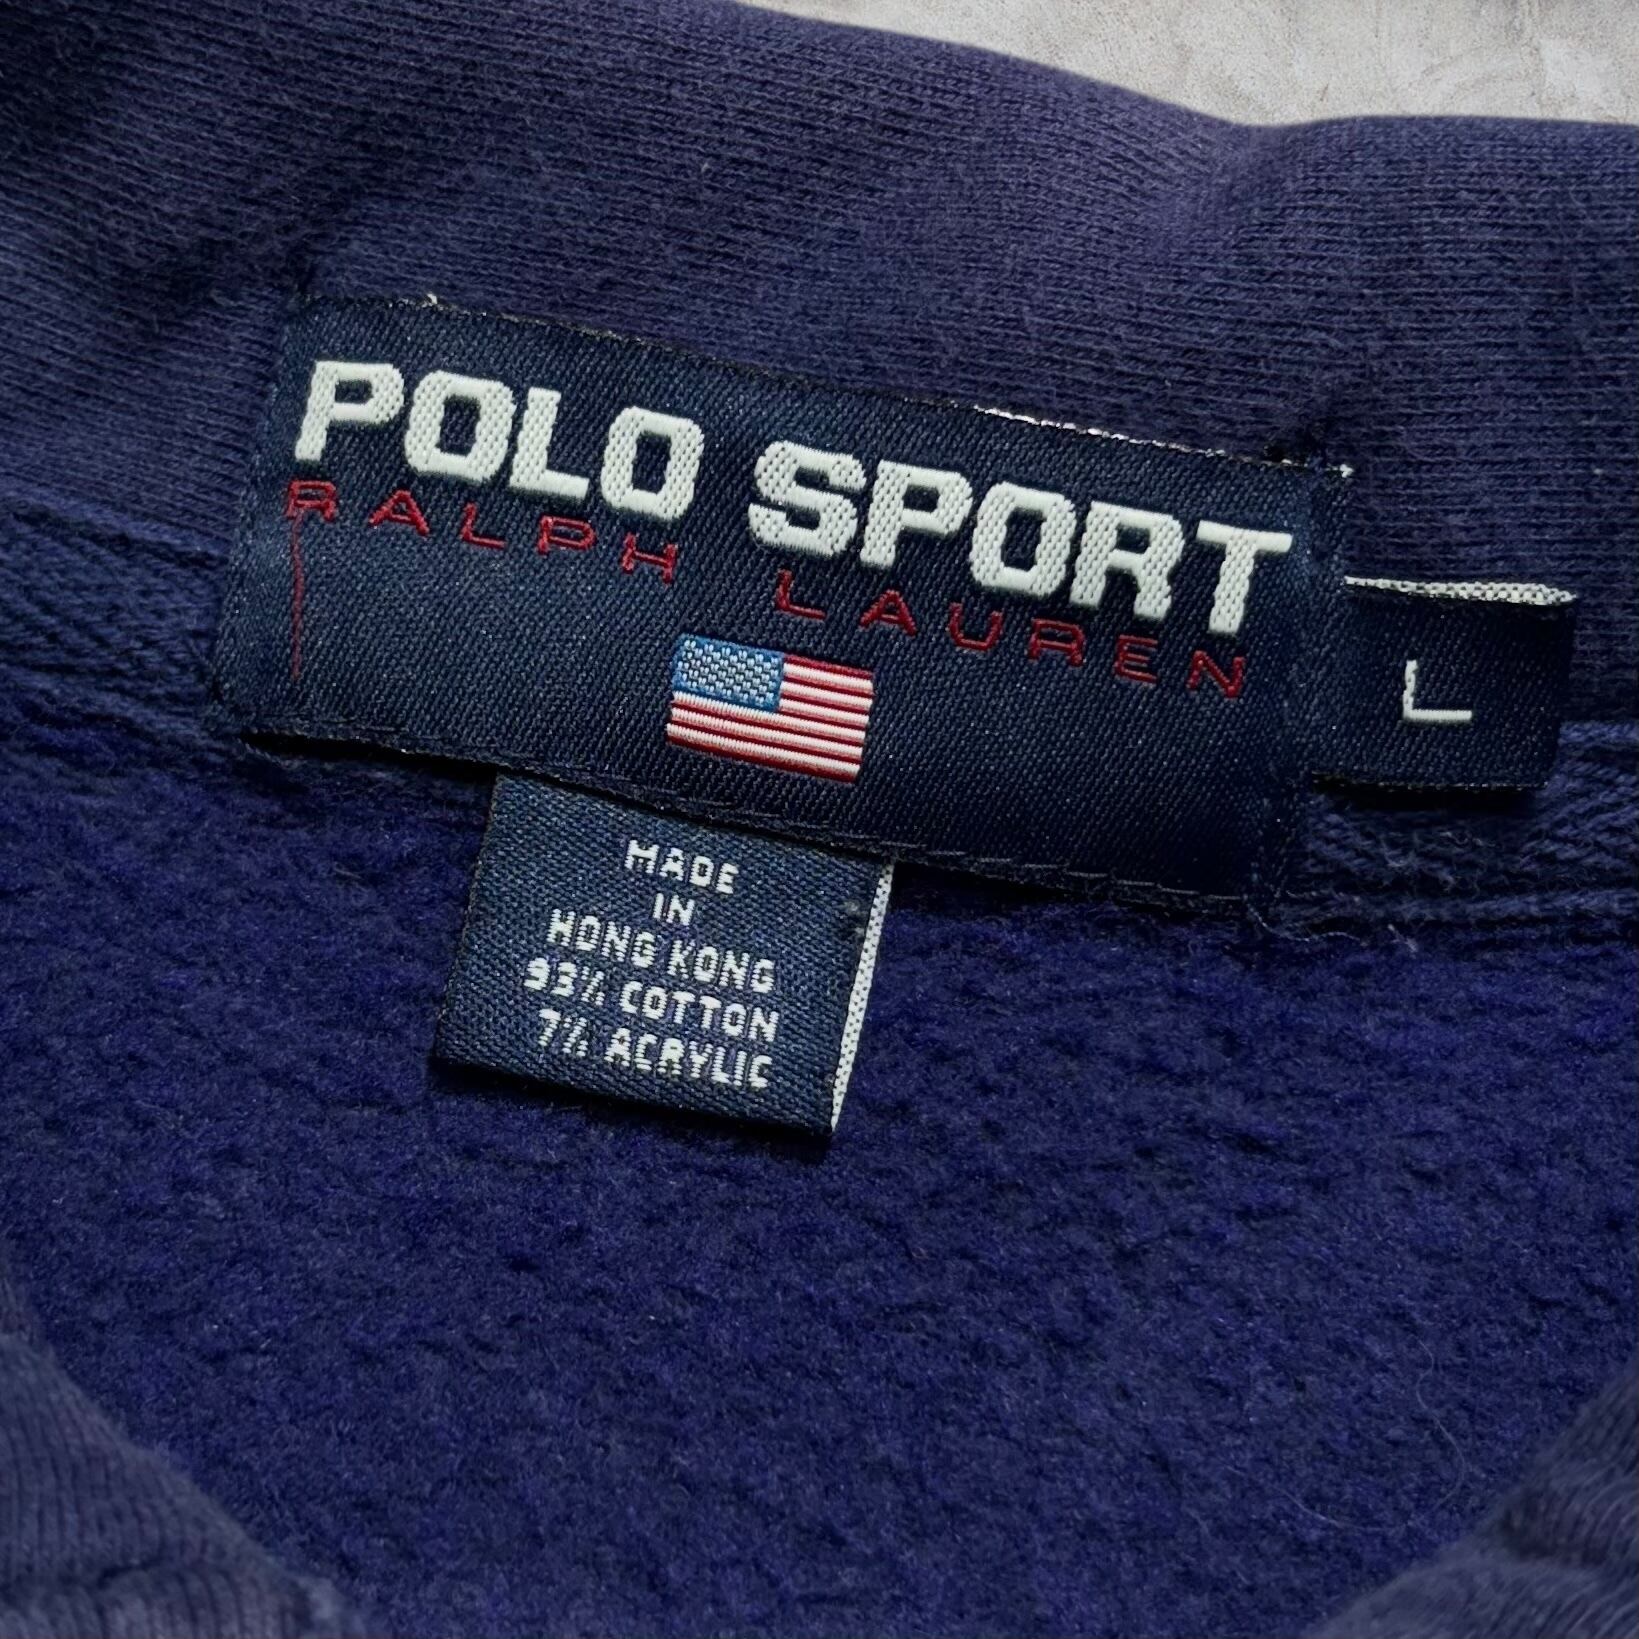 POLO SPORT
RALPH LAUREN
L
MADE
IN
HONG KONG
93% COTTON
7% ACRYLIC